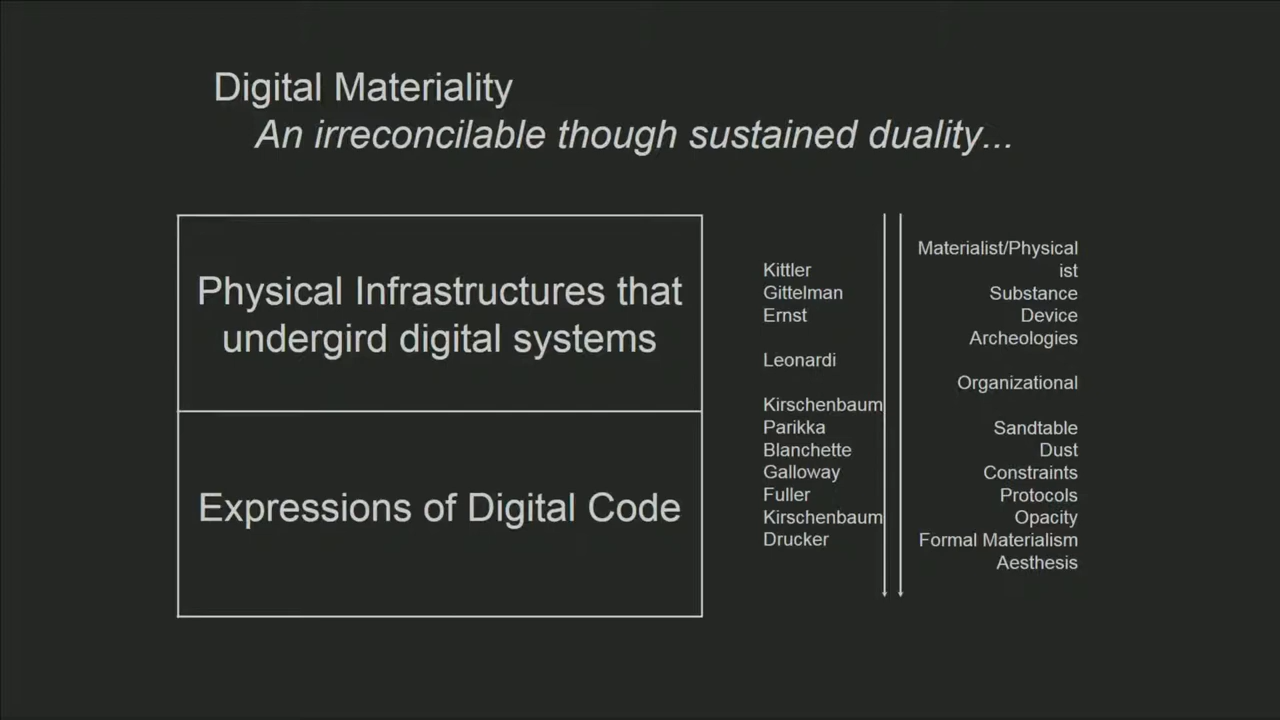 Digital Materiality
An irreconcilable though sustained duality...
Physical Infrastructures that
undergird digital systems
Expressions of Digital Code
Kittler
Gittelman
Ernst
Leonardi
Kirschenbaum
Parikka
Blanchette
Galloway
Fuller
Kirschenbaum
Drucker
Materialist/Physical
ist
Substance
Device
Archeologies
Organizational
Sandtable
Dust
Constraints
Protocols
Opacity
Formal Materialism
Aesthesis